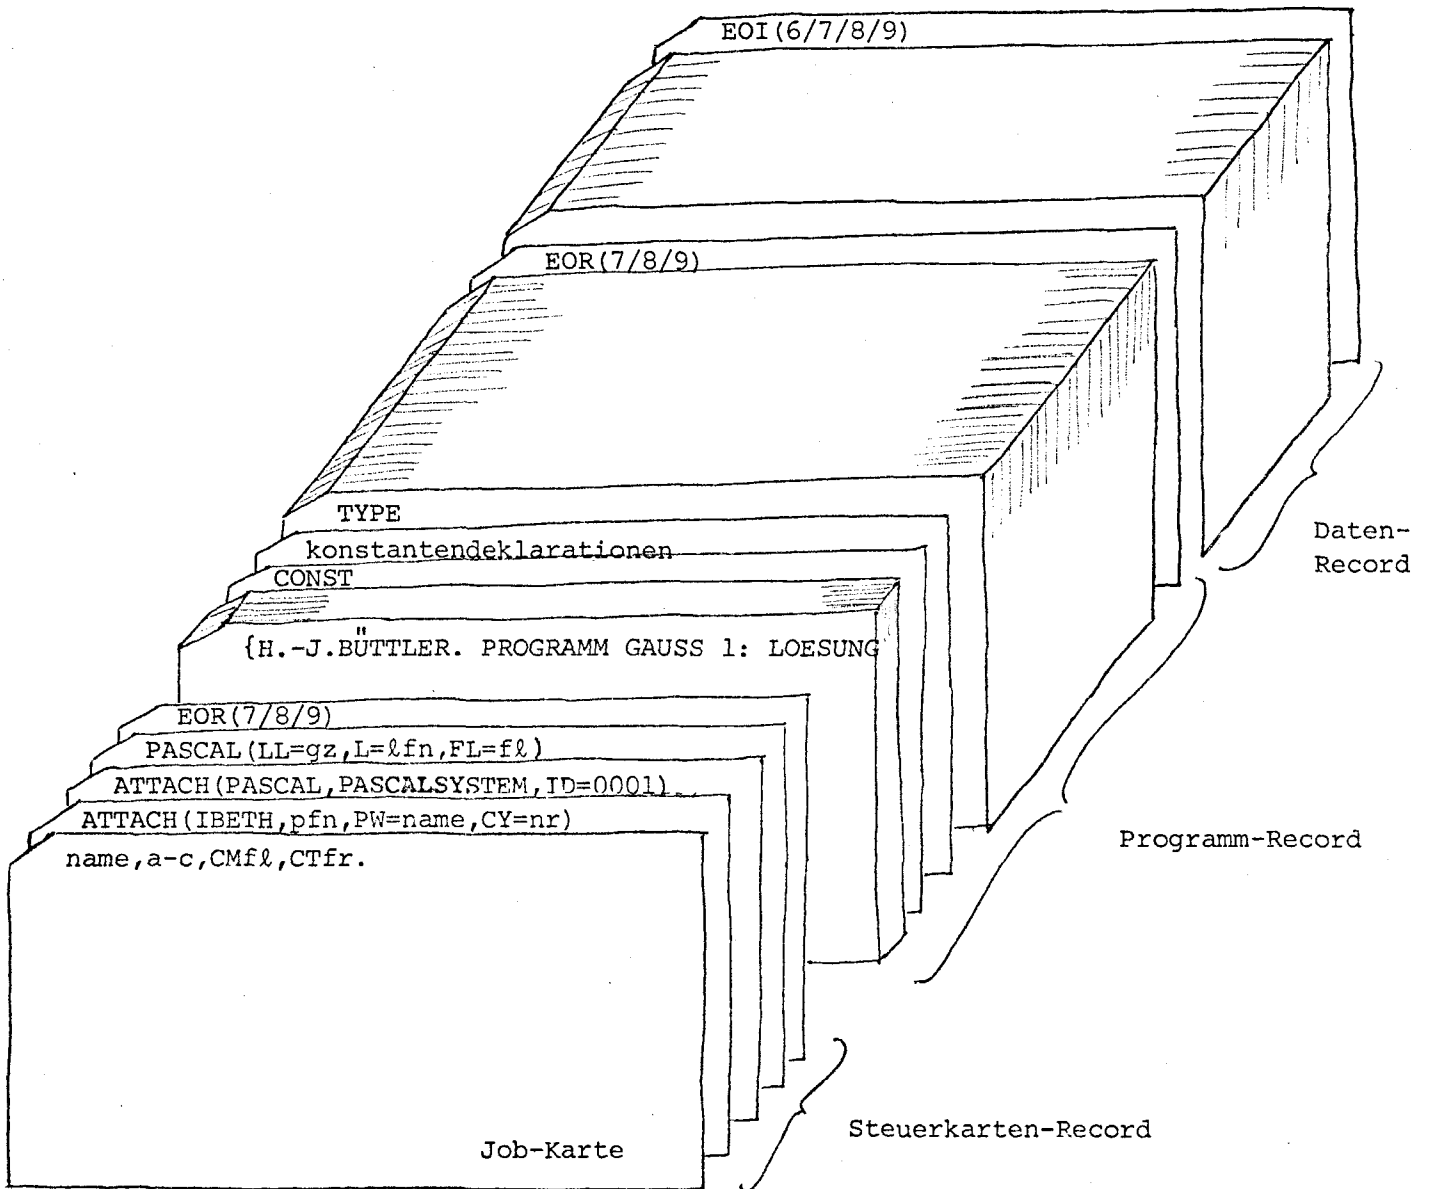 EOI(6/7/8/9)
EOR(7/8/9)
TYPE
konstantendeklarationen
CONST
{H.-J.BÜTTLER. PROGRAMM GAUSS 1: LOESUNG
EOR(7/8/9)
PASCAL(LL=gz,L=ℓfn,FL=fℓ)
ATTACH(PASCAL,PASCALSYSTEM,ID=0001)
ATTACH(IBETH,pfn,PW=name,CY=nr)
name,a-c,CMfℓ,CTfr.
Job-Karte
Daten-
Record
Programm-Record
Steuerkarten-Record